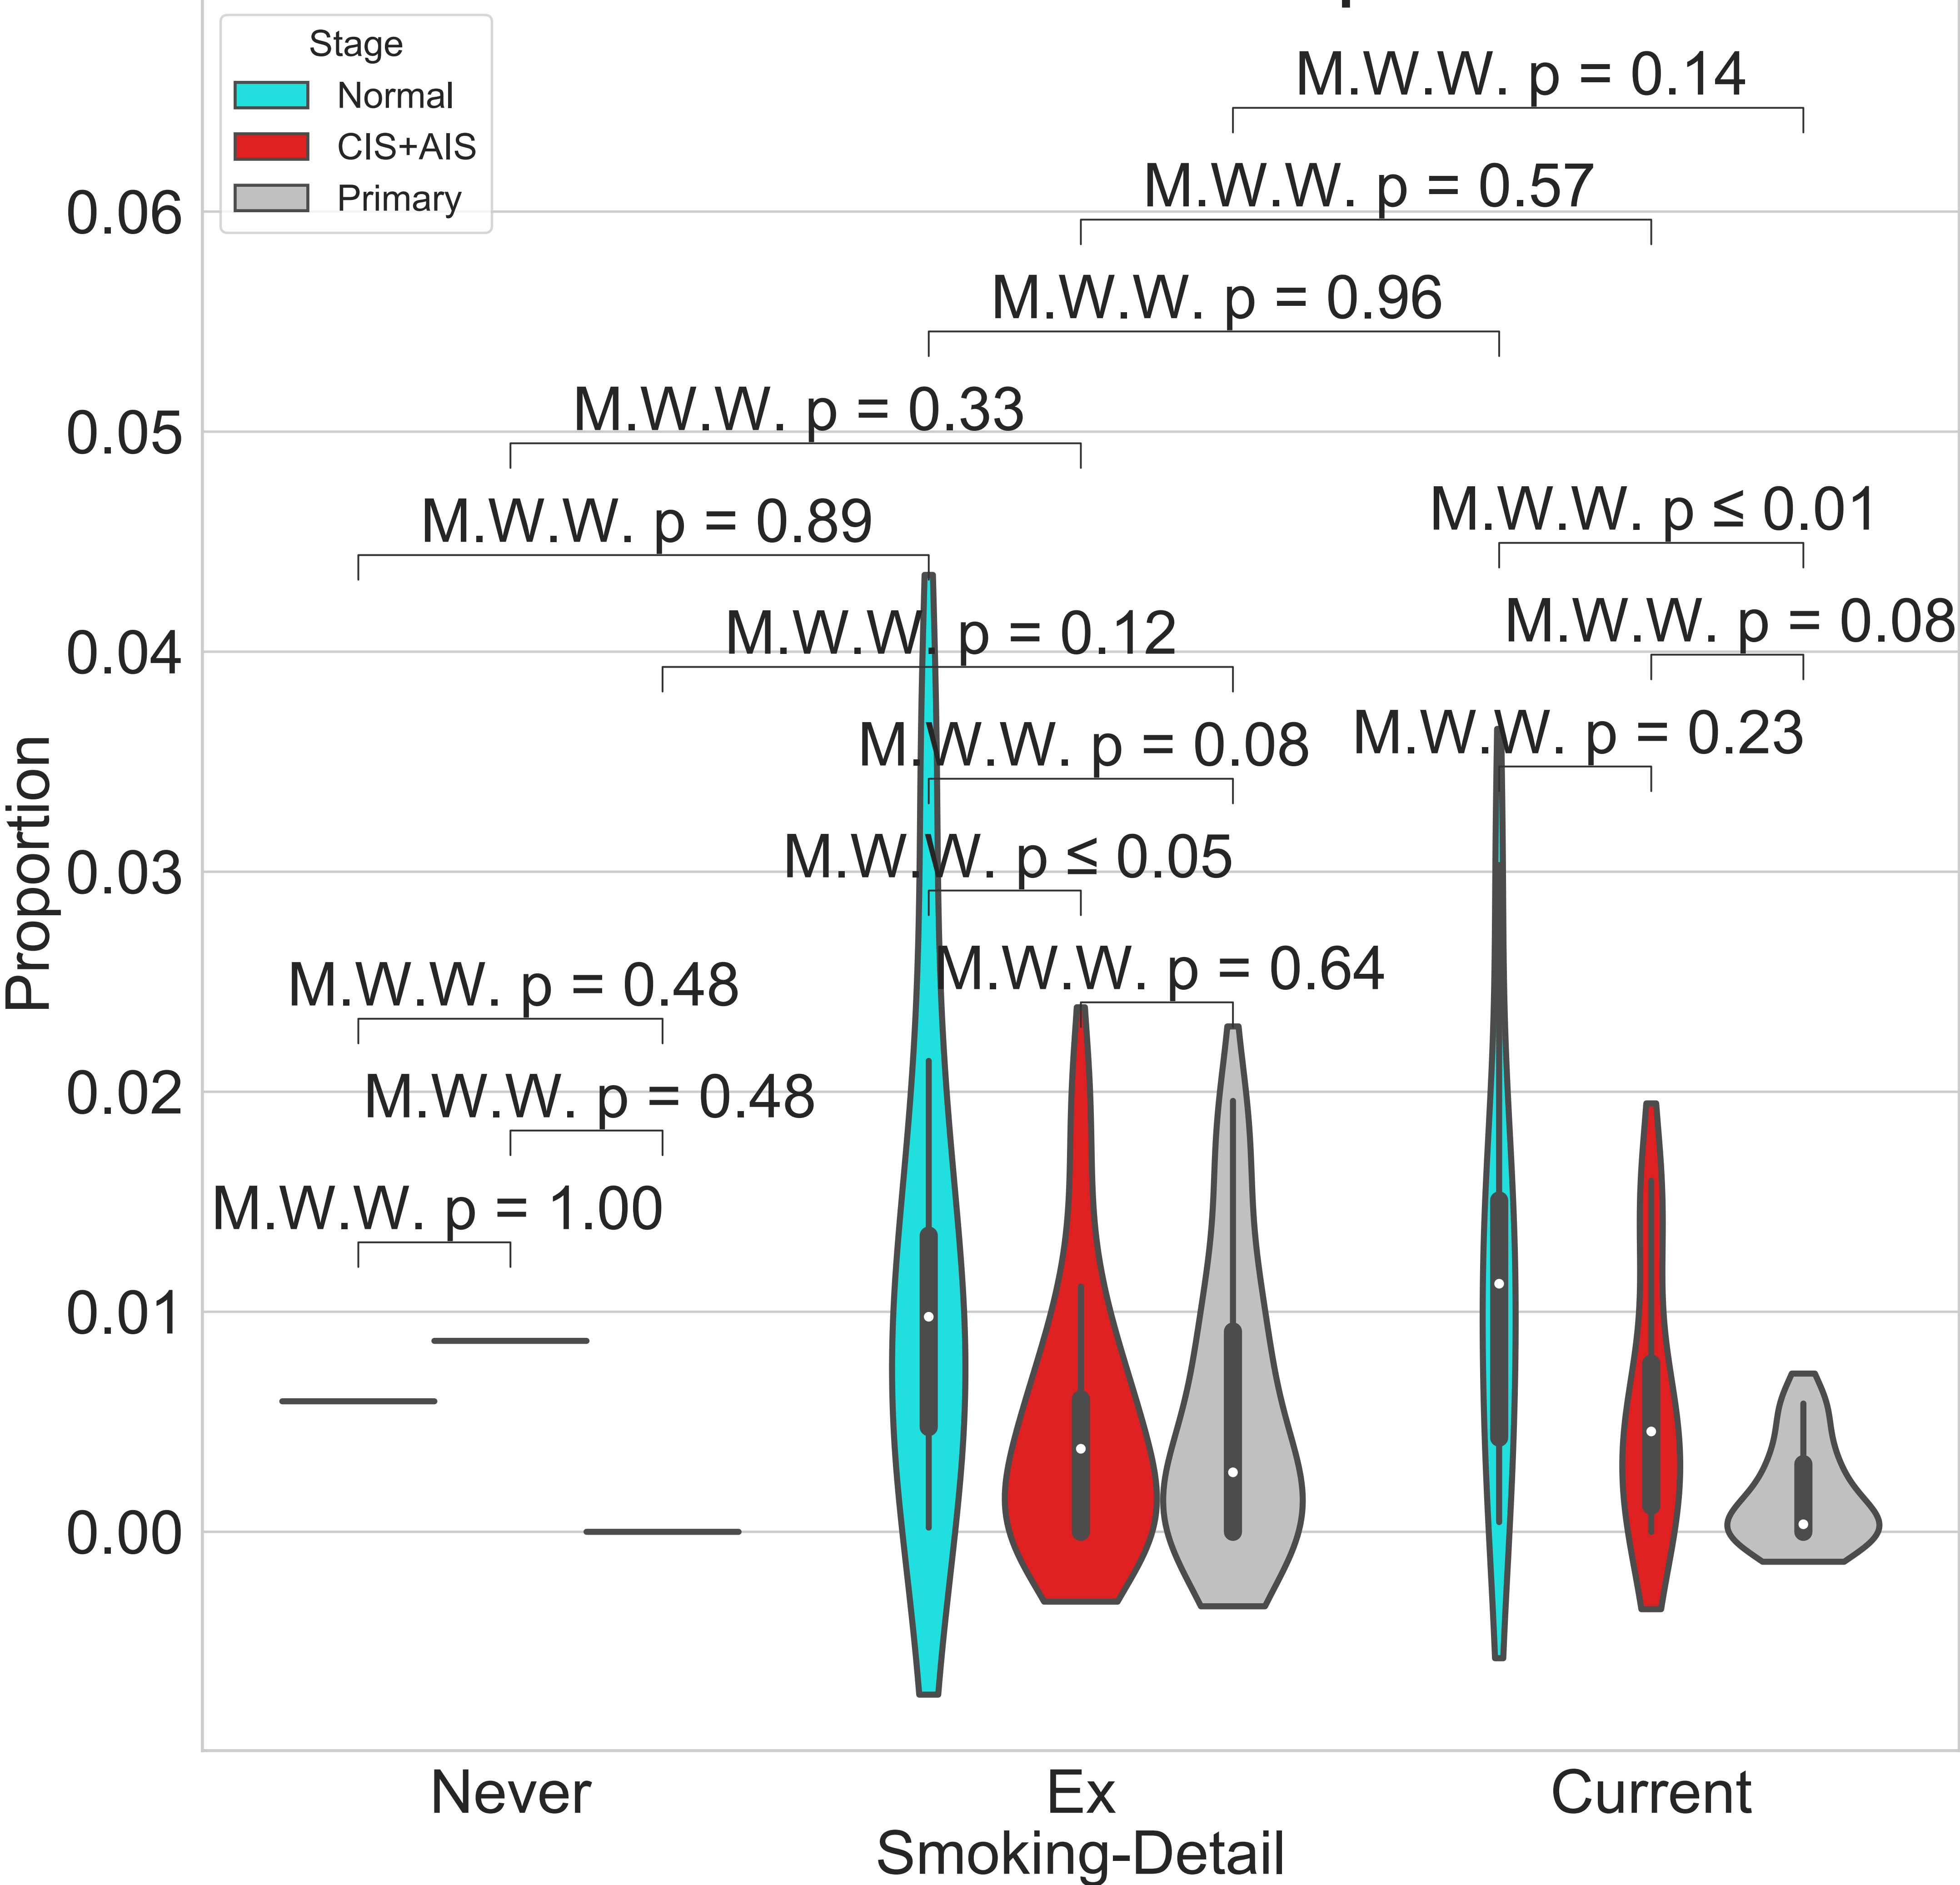 Stage
Normal
CIS+AIS
Primary
M.W.W. p = 0.14
M.W.W. p = 0.57
M.W.W. p = 0.96
M.W.W. p = 0.33
M.W.W. p = 0.89
M.W.W. p ≤ 0.01
M.W.W. p = 0.12
M.W.W. p = 0.08
M.W.W. p = 0.08
M.W.W. p = 0.23
M.W.W. p ≤ 0.05
M.W.W. p = 0.64
M.W.W. p = 0.48
M.W.W. p = 0.48
M.W.W. p = 1.00
0.06
0.05
0.04
0.03
0.02
0.01
0.00
Proportion
Never
Ex
Current
Smoking-Detail